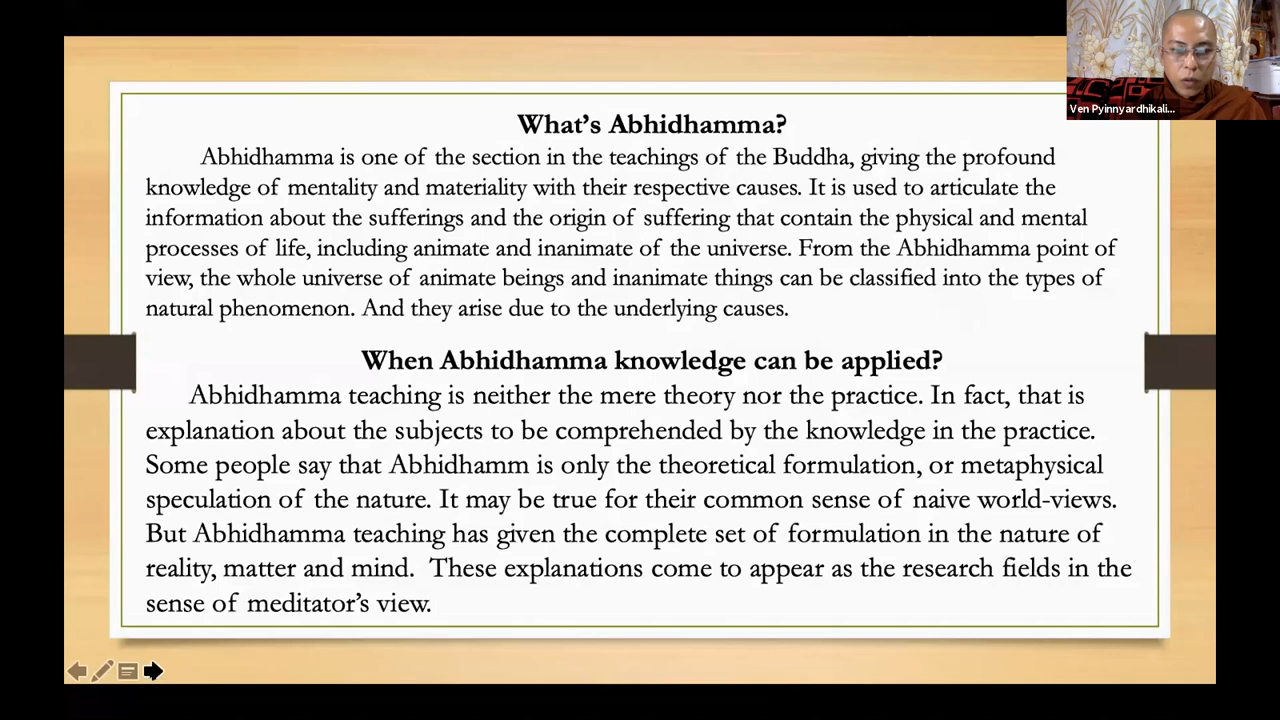 What's Abhidhamma?
Abhidhamma is one of the section in the teachings of the Buddha, giving the profound
knowledge of mentality and materiality with their respective causes. It is used to articulate the
information about the sufferings and the origin of suffering that contain the physical and mental
processes of life, including animate and inanimate of the universe. From the Abhidhamma point of
view, the whole universe of animate beings and inanimate things can be classified into the types of
natural phenomenon. And they arise due to the underlying causes.
When Abhidhamma knowledge can be applied?
Abhidhamma teaching is neither the mere theory nor the practice. In fact, that is
explanation about the subjects to be comprehended by the knowledge in the practice.
Some people say that Abhidhamm is only the theoretical formulation, or metaphysical
speculation of the nature. It may be true for their common sense of naive world-views.
But Abhidhamma teaching has given the complete set of formulation in the nature of
reality, matter and mind.  These explanations come to appear as the research fields in the
sense of meditator's view.
Ven Pyinnyardhikali...